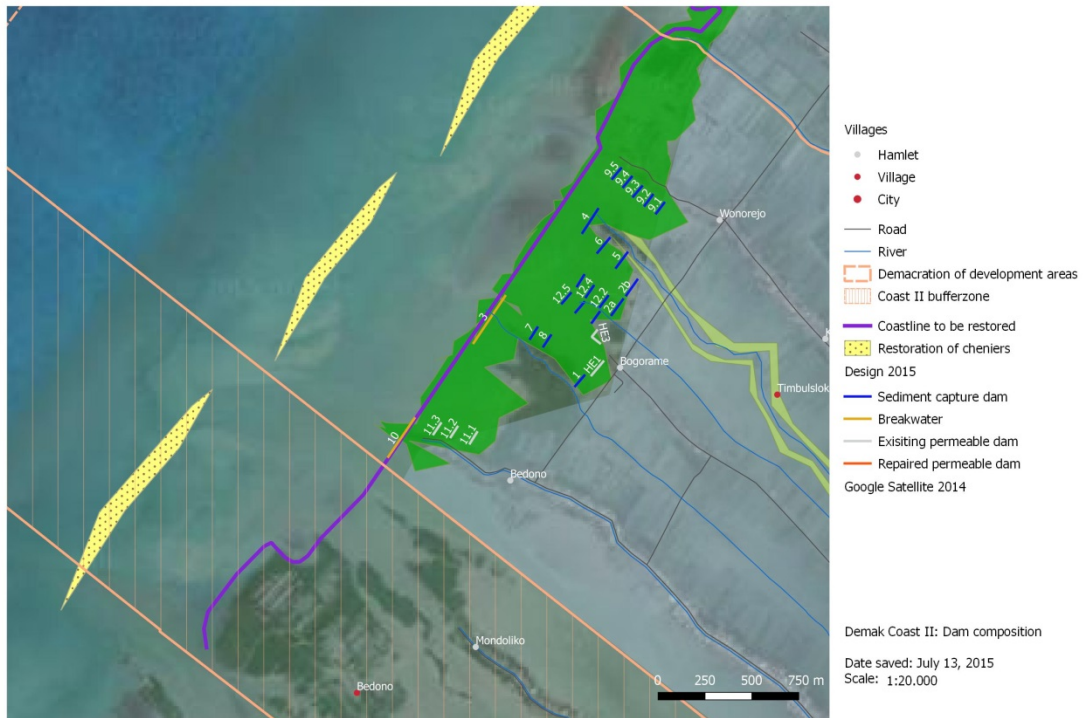 9.5
9.4
9.3
9.2
9.1
4
Wonorejo
6
5
12.5
12.4
12.2
2b
2a
3
7
8
HE3
HE1
Bogorame
1
Timbulslok
11.3
11.2
11.1
10
Bedono
Mondoliko
Bedono
0 250 500 750 m
Villages
Hamlet
Village
City
Road
River
Demacration of development areas
Coast II bufferzone
Coastline to be restored
Restoration of cheniers
Design 2015
Sediment capture dam
Breakwater
Exisiting permeable dam
Repaired permeable dam
Google Satellite 2014
Demak Coast II: Dam composition
Date saved: July 13, 2015
Scale: 1:20.000